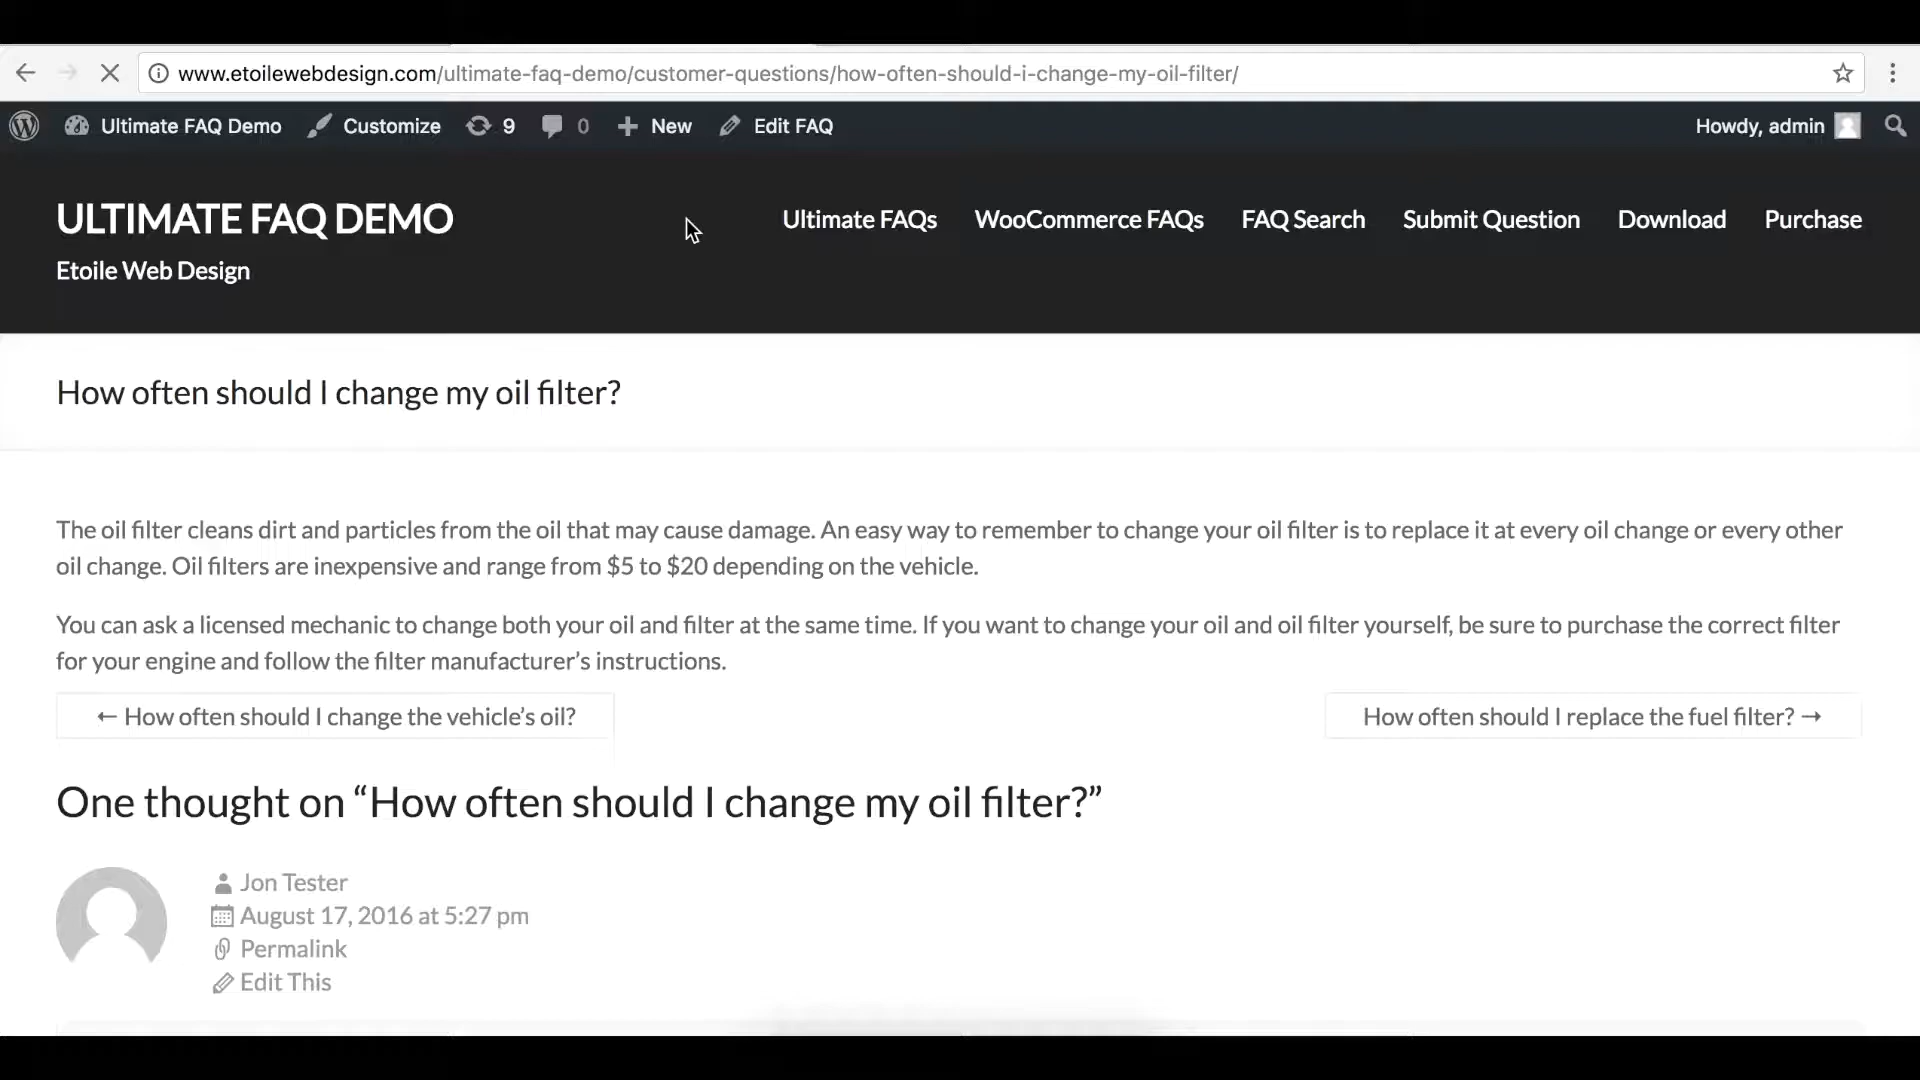 www.etoilewebdesign.com/ultimate-faq-demo/customer-questions/how-often-should-i-change-my-oil-filter/
Ultimate FAQ Demo Customize 9 0 New Edit FAQ Howdy, admin
ULTIMATE FAQ DEMO
Ultimate FAQs WooCommerce FAQs FAQ Search Submit Question Download Purchase
Etoile Web Design
How often should I change my oil filter?
The oil filter cleans dirt and particles from the oil that may cause damage. An easy way to remember to change your oil filter is to replace it at every oil change or every other
oil change. Oil filters are inexpensive and range from $5 to $20 depending on the vehicle.
You can ask a licensed mechanic to change both your oil and filter at the same time. If you want to change your oil and oil filter yourself, be sure to purchase the correct filter
for your engine and follow the filter manufacturer’s instructions.
← How often should I change the vehicle’s oil? How often should I replace the fuel filter? →
One thought on “How often should I change my oil filter?”
Jon Tester
August 17, 2016 at 5:27 pm
Permalink
Edit This